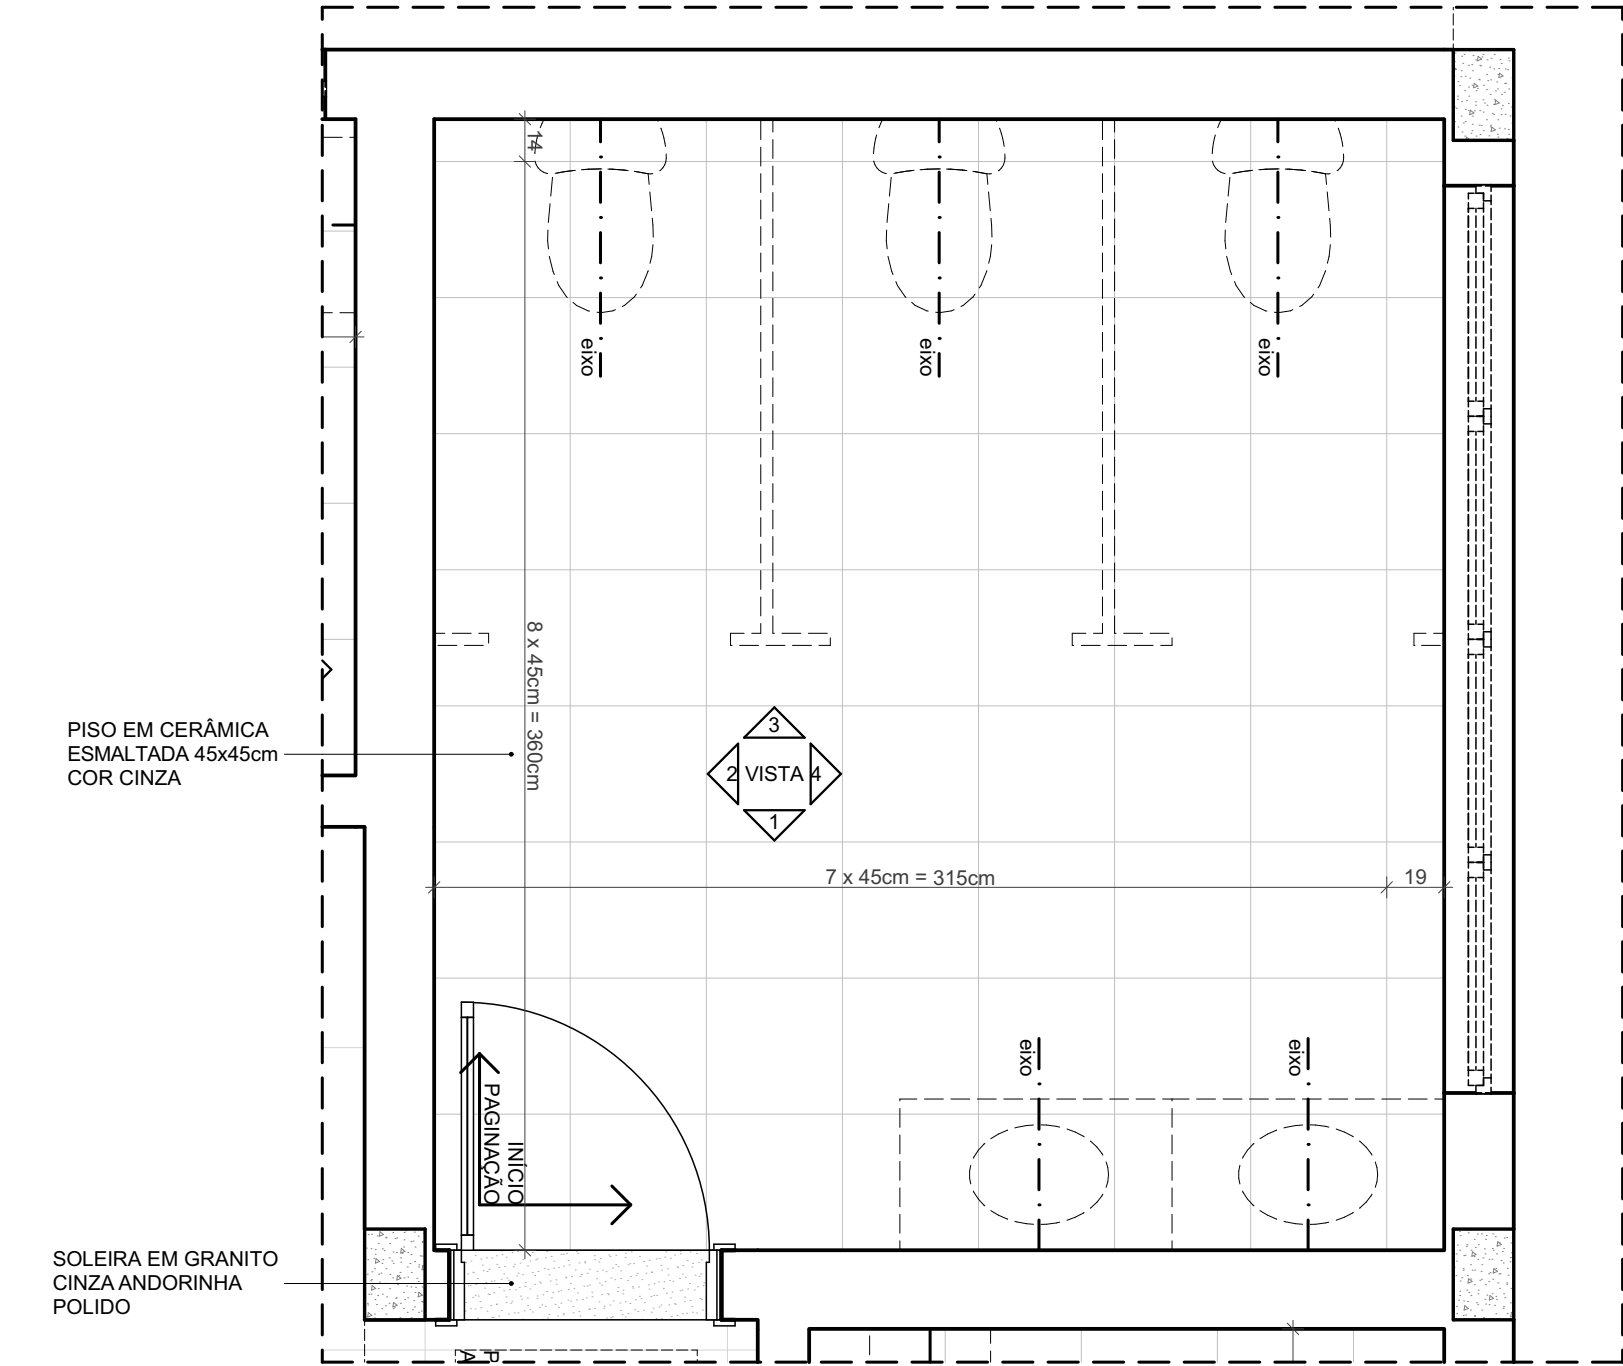 14
eixo
eixo
eixo
8 x 45cm = 360cm
PISO EM CERÂMICA
ESMALTADA 45x45cm
COR CINZA
3
2 VISTA 4
1
7 x 45cm = 315cm
19
eixo
eixo
INÍCIO
PAGINAÇÃO
SOLEIRA EM GRANITO
CINZA ANDORINHA
POLIDO
P
A